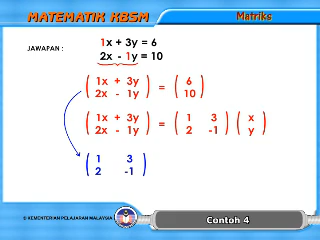 MATEMATIK KBSM
Matriks
JAWAPAN :
1x + 3y = 6
2x - 1y = 10
( 1x + 3y ) = ( 6 )
( 2x - 1y ) ( 10 )
( 1x + 3y ) = ( 1 3 ) ( x )
( 2x - 1y ) ( 2 -1 ) ( y )
( 1 3 )
( 2 -1 )
© KEMENTERIAN PELAJARAN MALAYSIA
Contoh 4